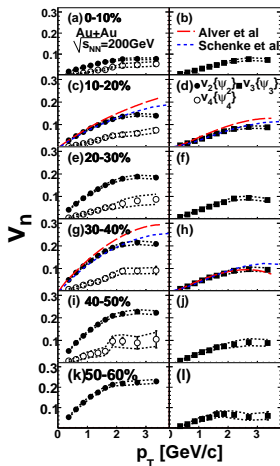 (a) 0-10%
Au+Au
√sNN=200GeV
(b)
Alver et al
Schenke et al
0.3
0.2
0.1
(c) 10-20%
(d)
v2{ψ2} v3{ψ3}
v4{ψ4}
0.3
0.2
0.1
(e) 20-30%
(f)
0.3
0.2
0.1
vn
(g) 30-40%
(h)
0.3
0.2
0.1
(i) 40-50%
(j)
0.3
0.2
0.1
(k) 50-60%
(l)
0.3
0.2
0.1
0 1 2 3 0 1 2 3
pT [GeV/c]